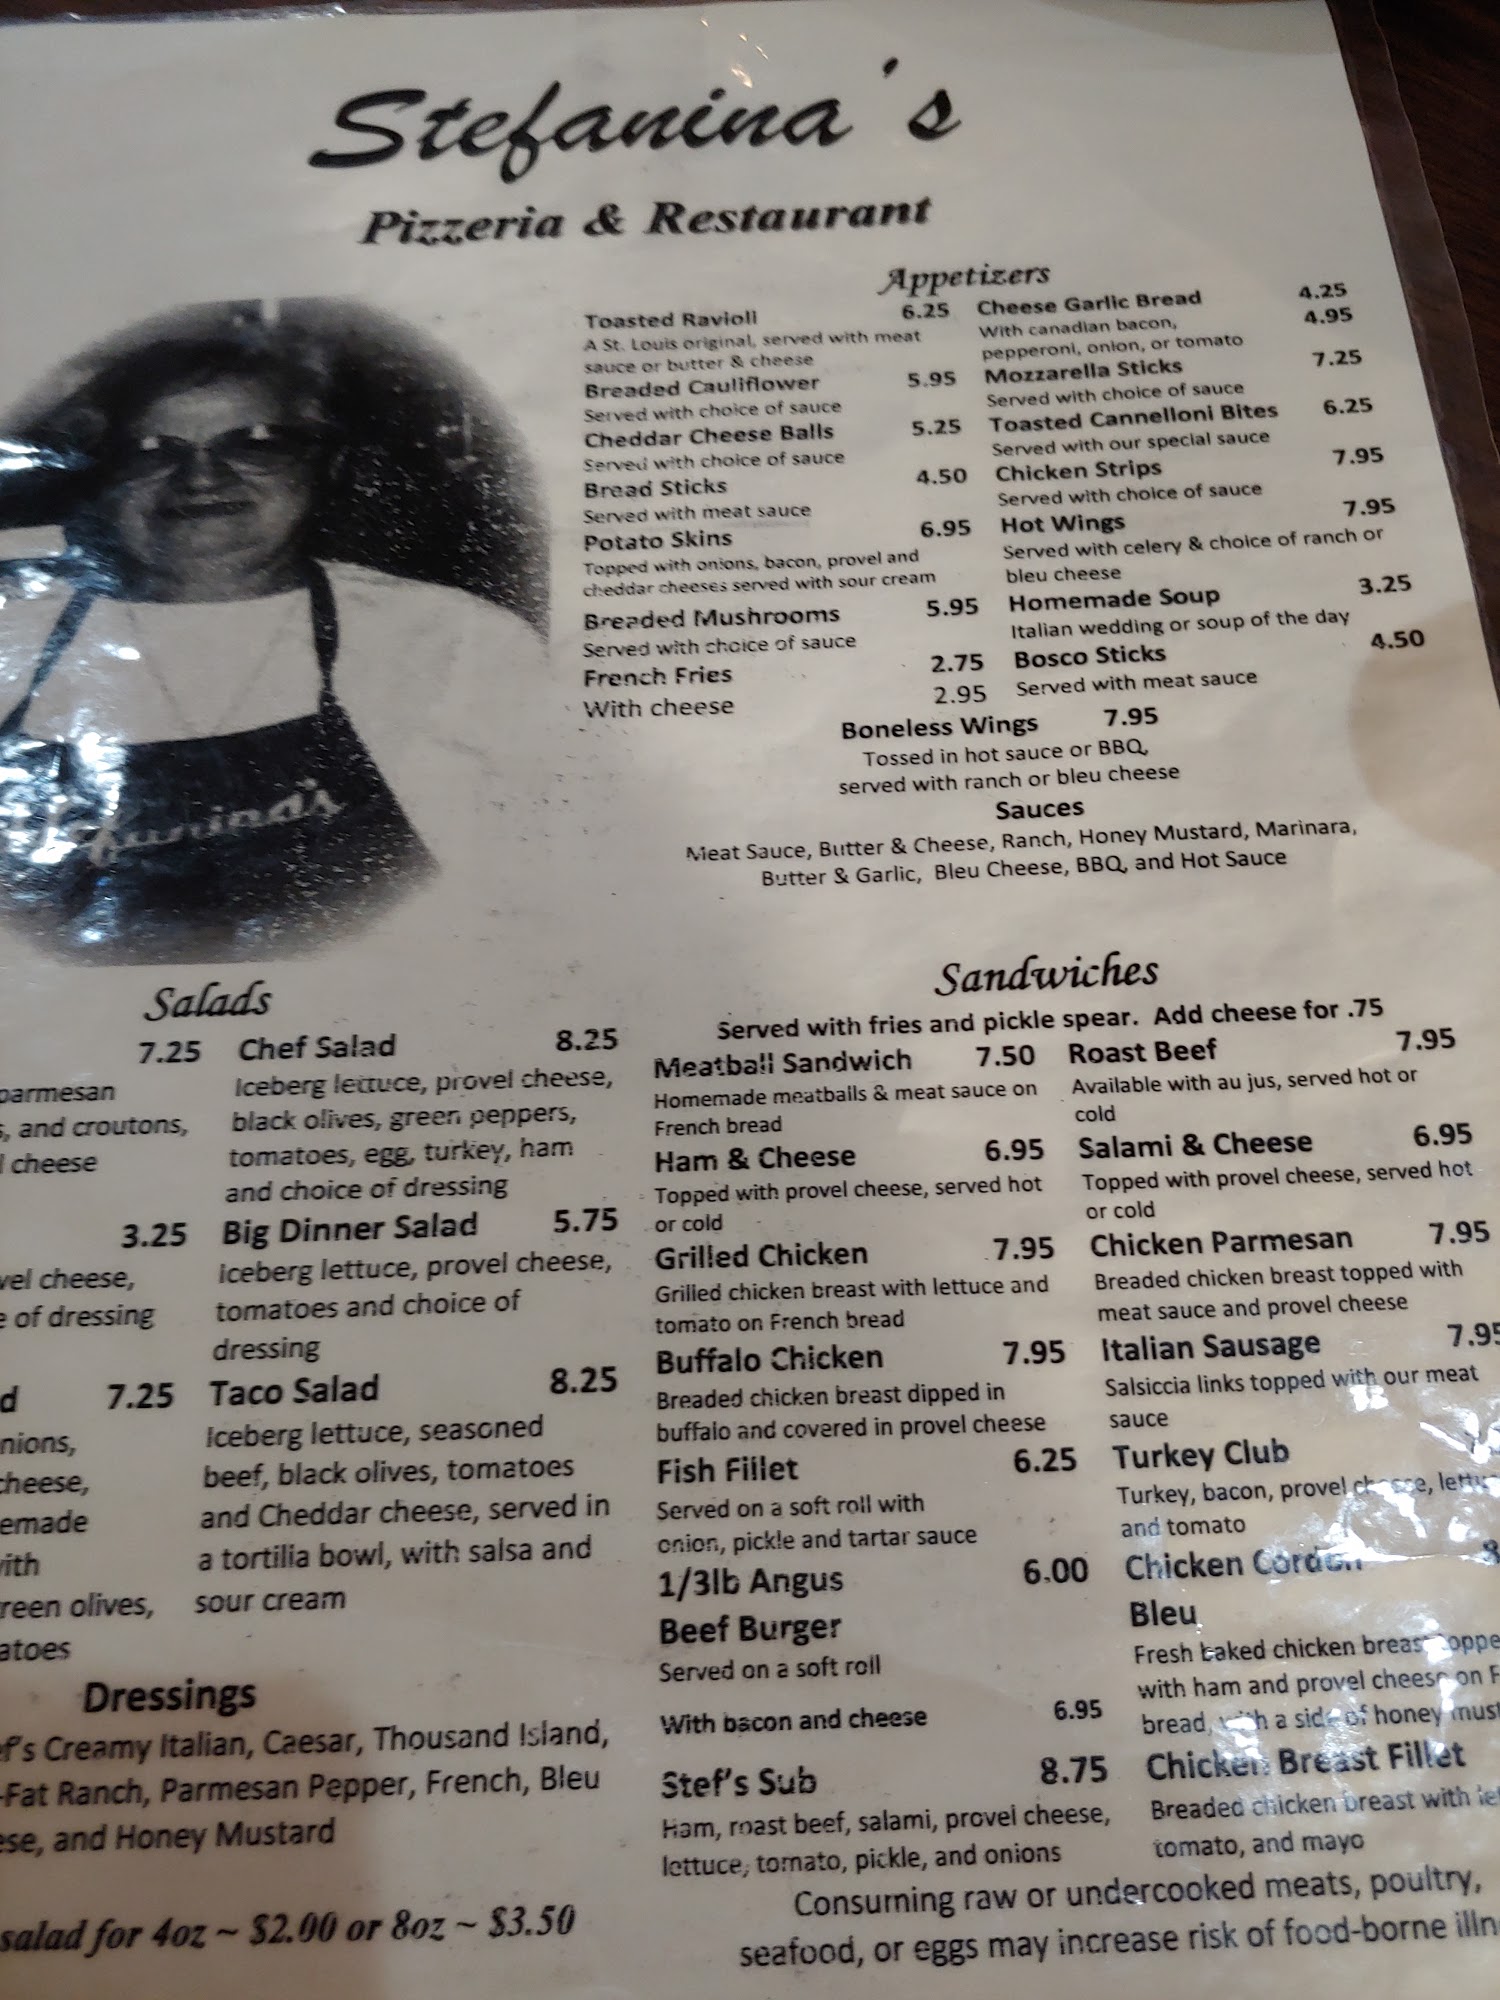 Stefanina's
Pizzeria & Restaurant
Stefanina's
Appetizers
Toasted Ravioli 6.25
A St. Louis original, served with meat
sauce or butter & cheese
Breaded Cauliflower 5.95
Served with choice of sauce
Cheddar Cheese Balls 5.25
Served with choice of sauce
Bread Sticks 4.50
Served with meat sauce
Potato Skins 6.95
Topped with onions, bacon, provel and
cheddar cheeses served with sour cream
Breaded Mushrooms 5.95
Served with choice of sauce
French Fries 2.75
With cheese 2.95
Cheese Garlic Bread 4.25
With canadian bacon, 4.95
pepperoni, onion, or tomato
Mozzarella Sticks 7.25
Served with choice of sauce
Toasted Cannelloni Bites 6.25
Served with our special sauce
Chicken Strips 7.95
Served with choice of sauce
Hot Wings 7.95
Served with celery & choice of ranch or
bleu cheese
Homemade Soup 3.25
Italian wedding or soup of the day
Bosco Sticks 4.50
Served with meat sauce
Boneless Wings 7.95
Tossed in hot sauce or BBQ,
served with ranch or bleu cheese
Sauces
Meat Sauce, Butter & Cheese, Ranch, Honey Mustard, Marinara,
Butter & Garlic, Bleu Cheese, BBQ, and Hot Sauce
Salads
7.25
parmesan
, and croutons,
cheese
3.25
cheese,
of dressing
7.25
cheese,
reen olives,
Chef Salad 8.25
Iceberg lettuce, provel cheese,
black olives, green peppers,
tomatoes, egg, turkey, ham
and choice of dressing
Big Dinner Salad 5.75
Iceberg lettuce, provel cheese,
tomatoes and choice of
dressing
Taco Salad 8.25
Iceberg lettuce, seasoned
beef, black olives, tomatoes
and Cheddar cheese, served in
a tortilia bowl, with salsa and
sour cream
Dressings
Creamy Italian, Caesar, Thousand Island,
-Fat Ranch, Parmesan Pepper, French, Bleu
and Honey Mustard
salad for 4oz ~ $2.00 or 8oz ~ $3.50
Sandwiches
Served with fries and pickle spear. Add cheese for .75
Meatball Sandwich 7.50
Homemade meatballs & meat sauce on
French bread
Ham & Cheese 6.95
Topped with provel cheese, served hot
or cold
Grilled Chicken 7.95
Grilled chicken breast with lettuce and
tomato on French bread
Buffalo Chicken 7.95
Breaded chicken breast dipped in
buffalo and covered in provel cheese
Fish Fillet 6.25
Served on a soft roll with
onion, pickle and tartar sauce
1/3lb Angus 6.00
Beef Burger
Served on a soft roll
With bacon and cheese 6.95
Stef's Sub 8.75
Ham, roast beef, salami, provel cheese,
lettuce, tomato, pickle, and onions
Roast Beef 7.95
Available with au jus, served hot or
cold
Salami & Cheese 6.95
Topped with provel cheese, served hot
or cold
Chicken Parmesan 7.95
Breaded chicken breast topped with
meat sauce and provel cheese
Italian Sausage 7.95
Salsiccia links topped with our meat
sauce
Turkey Club
Turkey, bacon, provel cheese,
and tomato
Chicken Cordon
Bleu
Fresh baked chicken breast
with ham and provel cheese on
bread, with a side of honey
Chicken Breast Fillet
Breaded chicken breast with
tomato, and mayo
Consuming raw or undercooked meats, poultry,
seafood, or eggs may increase risk of food-borne